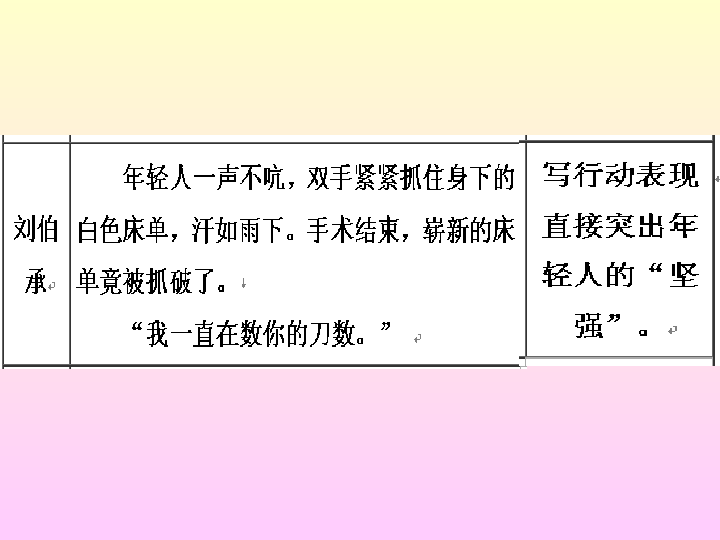 刘伯
承
年轻人一声不吭，双手紧紧抓住身下的
白色床单，汗如雨下。手术结束，崭新的床
单竟被抓破了。
“我一直在数你的刀数。”
写行动表现
直接突出年
轻人的“坚
强”。